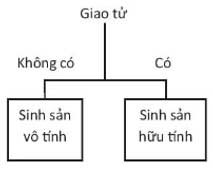 Giao tử
Không có
Có
Sinh sản
vô tính
Sinh sản
hữu tính